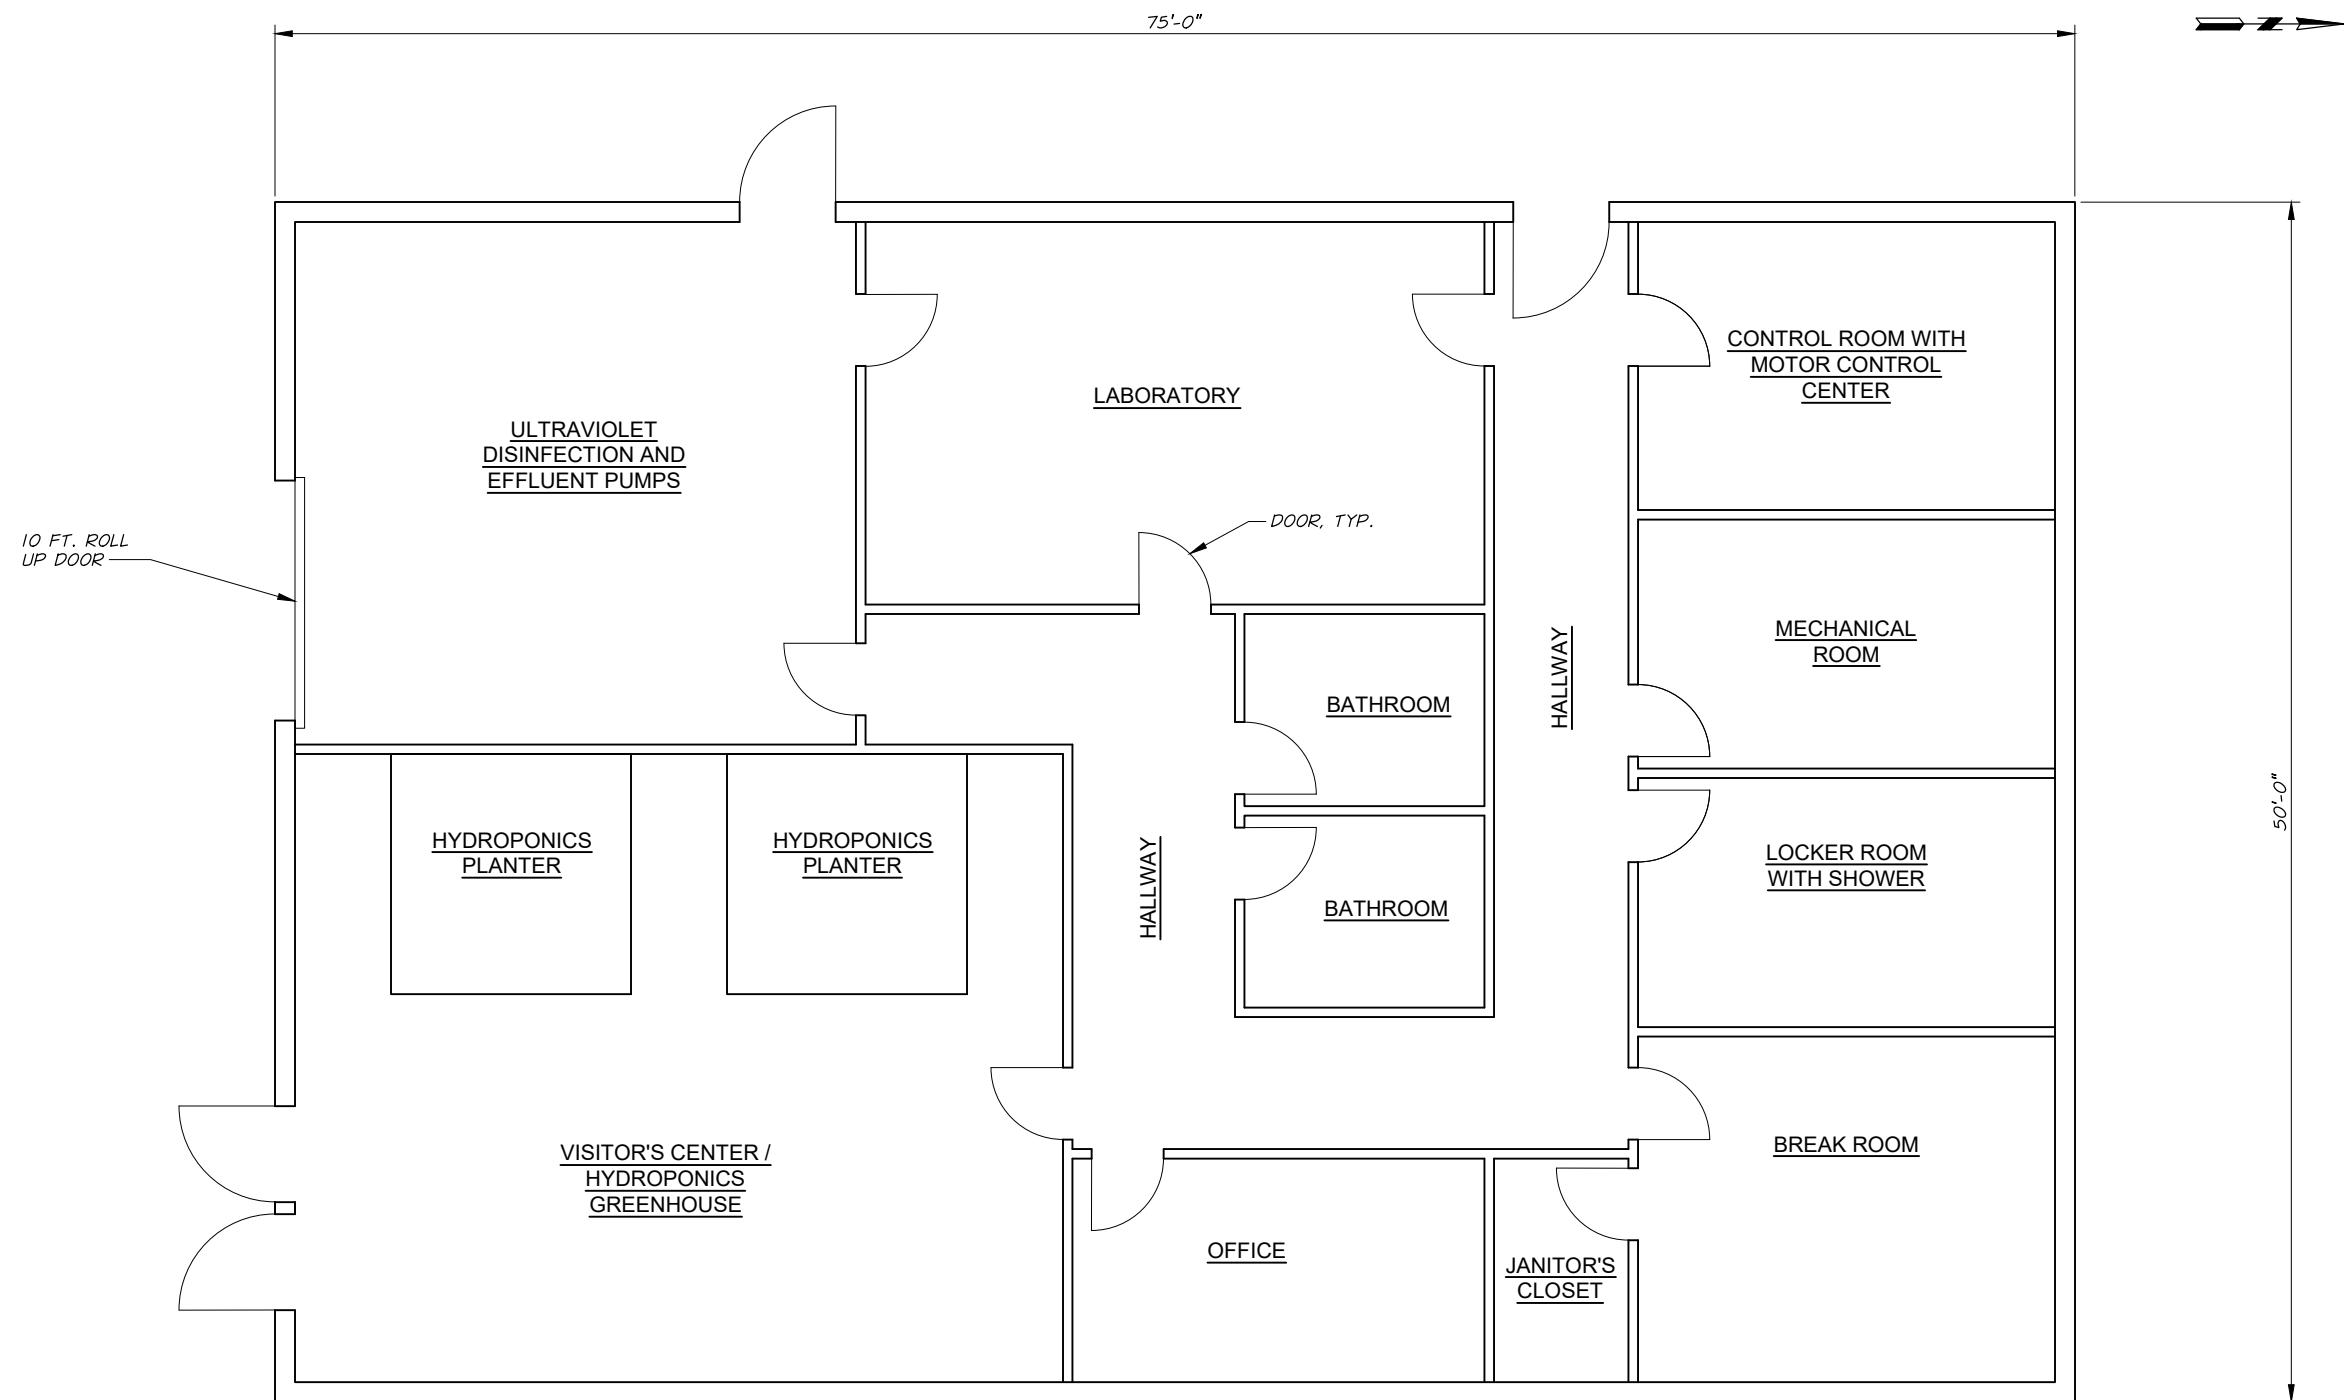 75'-0"
N
CONTROL ROOM WITH
MOTOR CONTROL
CENTER
LABORATORY
ULTRAVIOLET
DISINFECTION AND
EFFLUENT PUMPS
DOOR, TYP.
10 FT. ROLL
UP DOOR
MECHANICAL
ROOM
HALLWAY
BATHROOM
50'-0"
HYDROPONICS
PLANTER
HYDROPONICS
PLANTER
LOCKER ROOM
WITH SHOWER
HALLWAY
BATHROOM
VISITOR'S CENTER /
HYDROPONICS
GREENHOUSE
BREAK ROOM
OFFICE
JANITOR'S
CLOSET